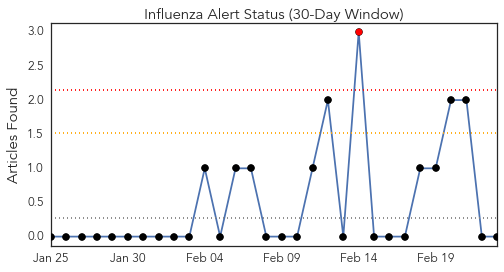 Influenza Alert Status (30-Day Window)
Articles Found
3.0
2.5
2.0
1.5
1.0
0.5
0.0
Jan 25 Jan 30 Feb 04 Feb 09 Feb 14 Feb 19